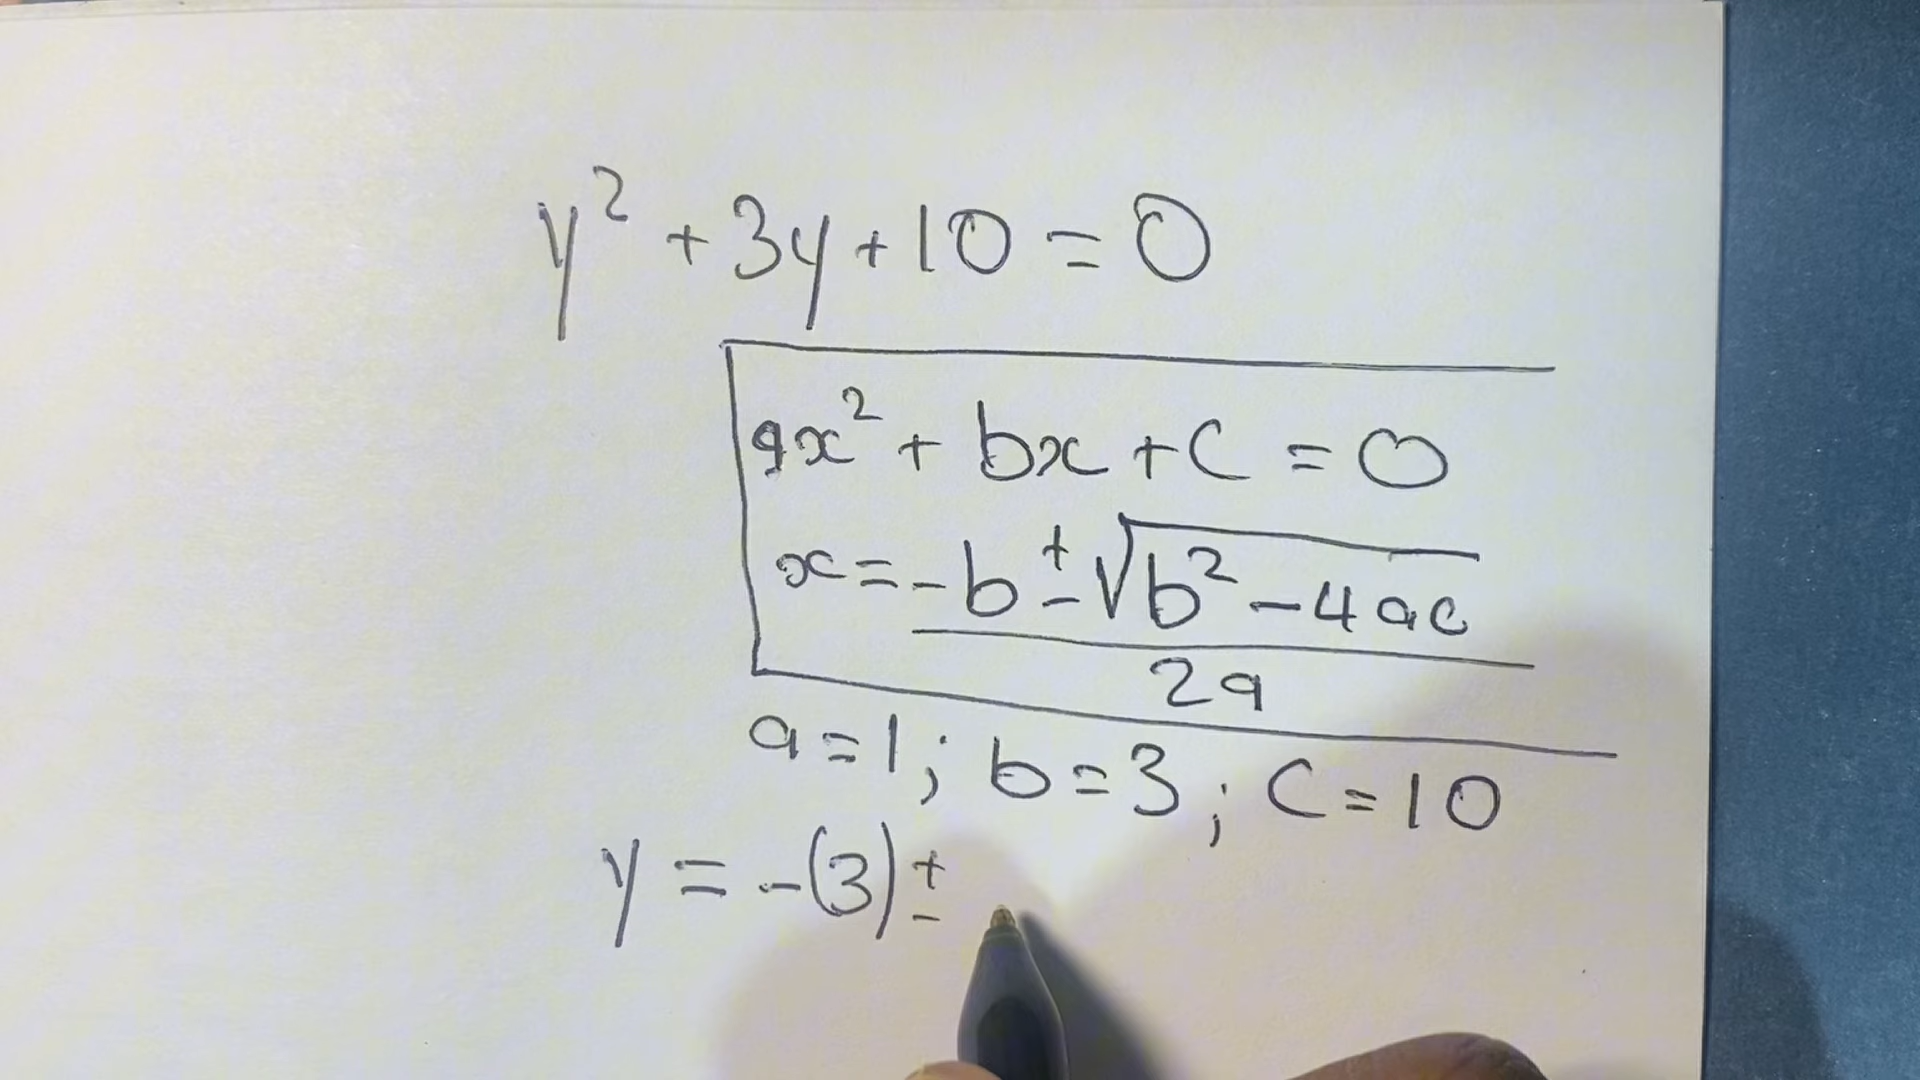 y² + 3y + 10 = 0
ax² + bx + c = 0
x = -b ± √b² - 4ac
2a
a = 1 ; b = 3 ; c = 10
y = -(3) ±